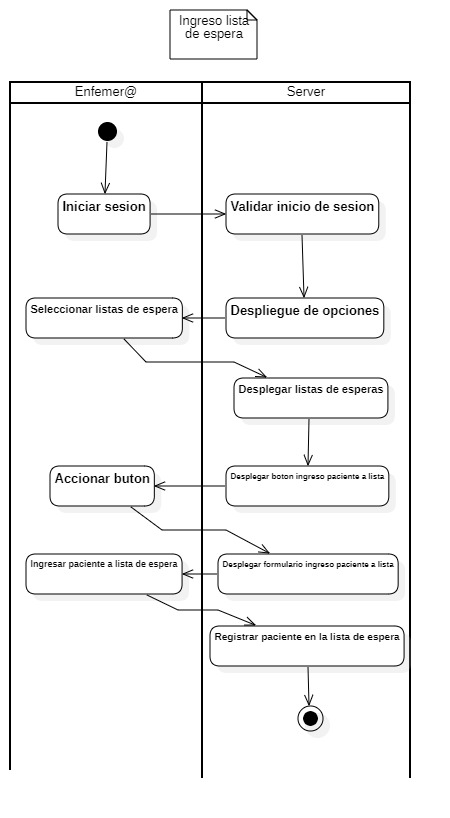 Ingreso lista
de espera
Enfemer@
Server
Iniciar sesion
Validar inicio de sesion
Seleccionar listas de espera
Despliegue de opciones
Desplegar listas de esperas
Accionar buton
Desplegar boton ingreso paciente a lista
Ingresar paciente a lista de espera
Desplegar formulario ingreso paciente a lista
Registrar paciente en la lista de espera